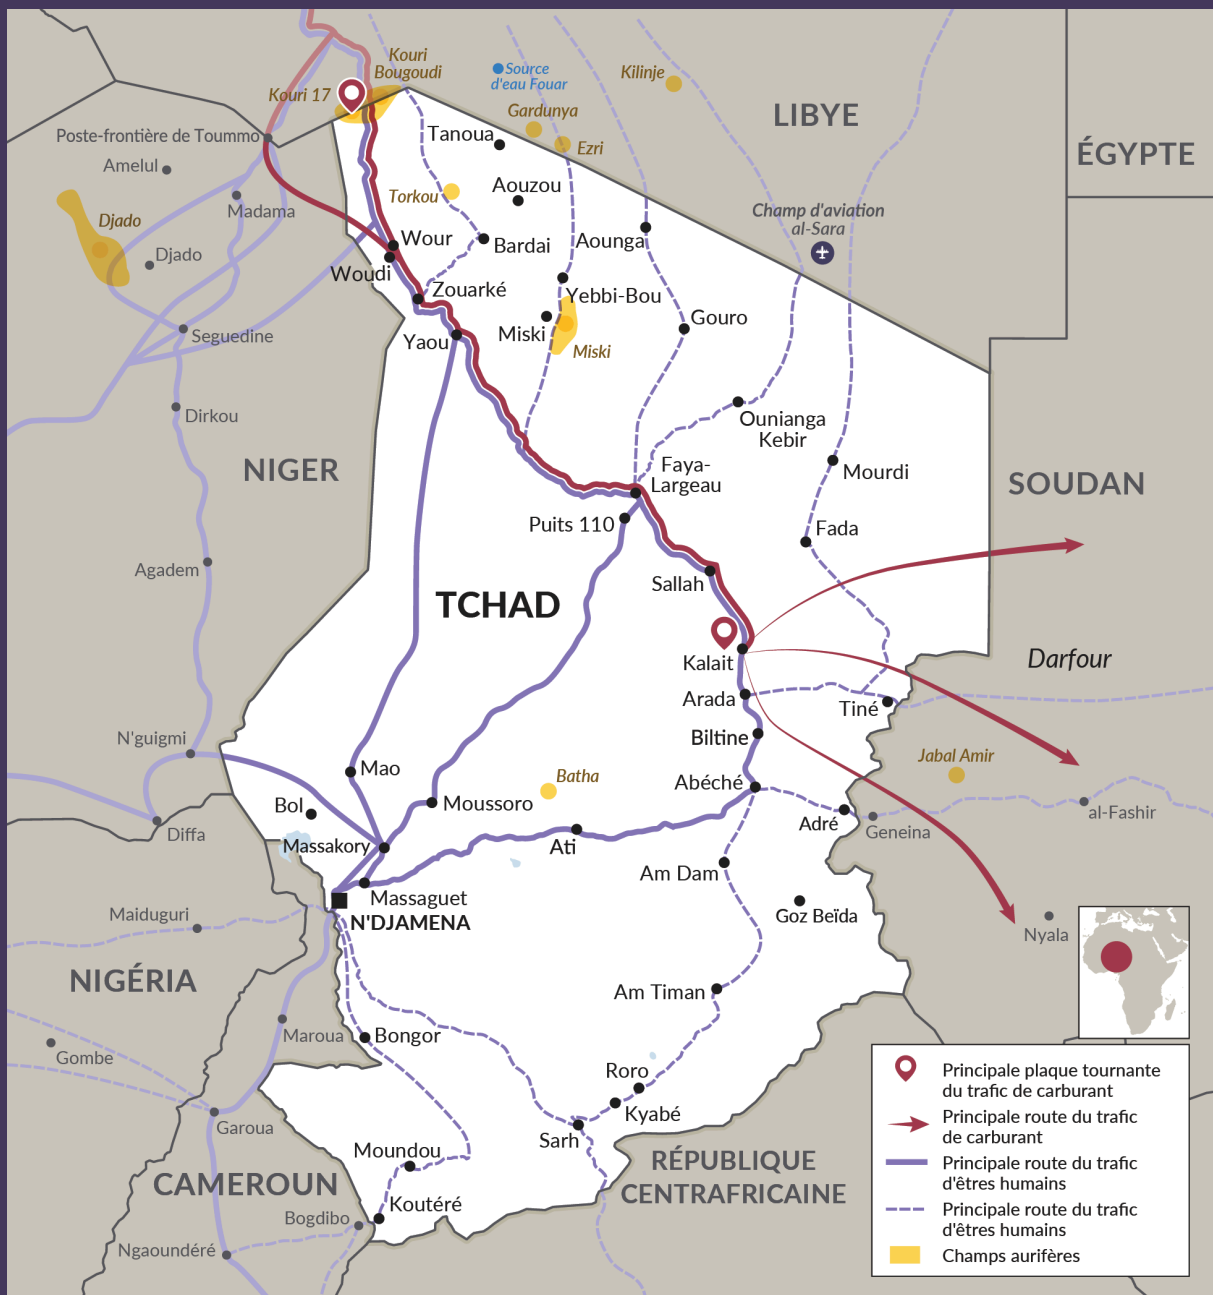 Kouri
Bougoudi
Kouri 17
Source
d'eau Fouar
Kilinje
Gardunya
Ezri
LIBYE
ÉGYPTE
Poste-frontière de Toummo
Tanoua
Amelul
Madama
Torkou
Aouzou
Djado
Djado
Champ d'aviation
al-Sara
Wour
Bardai
Aounga
Woudi
Zouarké
Yebbi-Bou
Seguedine
Yaou
Miski
Miski
Gouro
Dirkou
Ounianga
Kebir
NIGER
Faya-
Largeau
Mourdi
SOUDAN
Puits 110
Fada
Agadem
Sallah
TCHAD
Kalait
Darfour
Arada
Tiné
N'guigmi
Biltine
Mao
Batha
Abéché
Jabal Amir
Bol
Moussoro
Diffa
Adré
Geneina
al-Fashir
Massakory
Ati
Am Dam
Massaguet
N'DJAMENA
Maiduguri
Goz Beïda
Nyala
NIGÉRIA
Am Timan
Maroua
Bongor
Gombe
Roro
Kyabé
Garoua
Sarh
Moundou
CAMEROUN
RÉPUBLIQUE
CENTRAFRICAINE
Koutéré
Bogdibo
Ngaoundéré
Principale plaque tournante
du trafic de carburant
Principale route du trafic
de carburant
Principale route du trafic
d'êtres humains
Principale route du trafic
d'êtres humains
Champs aurifères